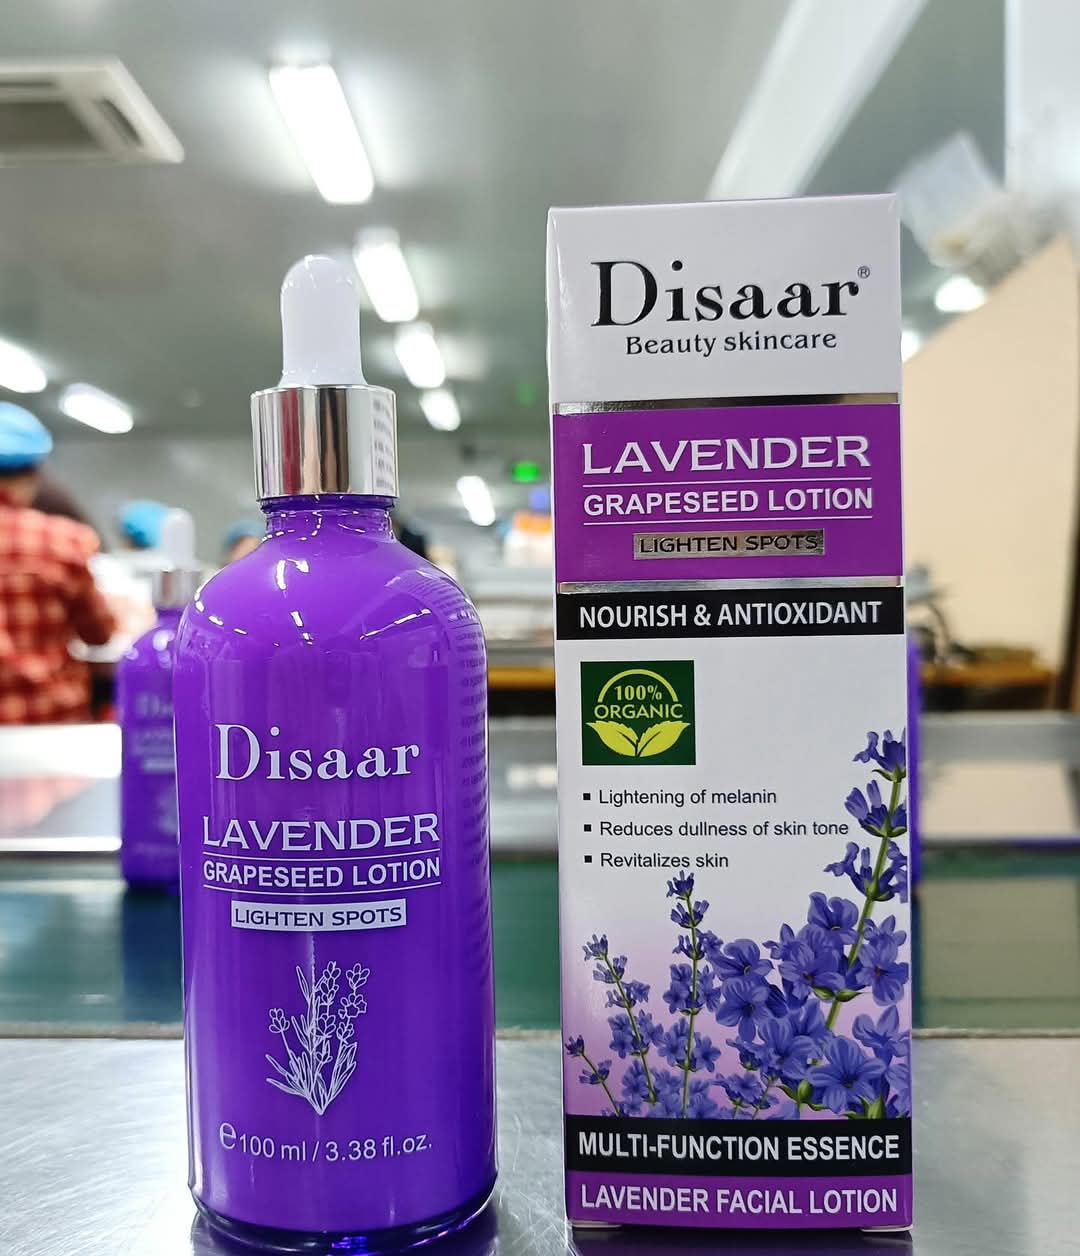 Disaar
LAVENDER
GRAPESEED LOTION
LIGHTEN SPOTS
e100 ml / 3.38 fl.oz.
Disaar®
Beauty skincare
LAVENDER
GRAPESEED LOTION
LIGHTEN SPOTS
NOURISH & ANTIOXIDANT
100%
ORGANIC
▪ Lightening of melanin
▪ Reduces dullness of skin tone
▪ Revitalizes skin
MULTI-FUNCTION ESSENCE
LAVENDER FACIAL LOTION